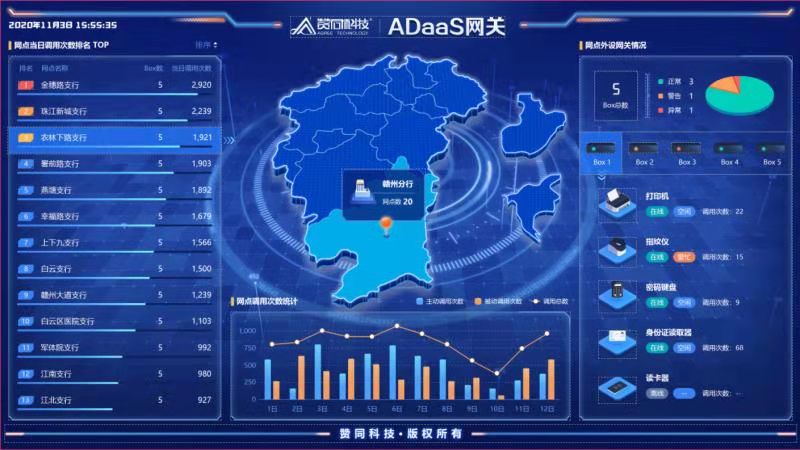 2020年11月3日 15:55:35
赞同科技
AGREE TECHNOLOGY
ADaaS网关
网点当日调用次数排名 TOP
排序
排名 网点名称 Box数 当日调用次数
1 金穗路支行 5 2,920
2 珠江新城支行 5 2,239
3 农林下路支行 5 1,921
4 署前路支行 5 1,903
5 燕塘支行 5 1,892
6 幸福路支行 5 1,679
7 上下九支行 5 1,566
8 白云支行 5 1,500
9 赣州大道支行 5 1,239
10 白云区医院支行 5 1,103
11 军体院支行 5 992
12 江南支行 5 980
13 江北支行 5 927
赣州分行
网点数 20
网点调用次数统计
主动调用次数 被动调用次数 调用总数
1,000
750
500
250
0
1日 2日 3日 4日 5日 6日 7日 8日 9日 10日 11日 12日
网点外设网关情况
5
Box总数
正常 3
警告 1
异常 1
Box 1 Box 2 Box 3 Box 4 Box 5
打印机
在线 空闲 调用次数: 22
指纹仪
在线 繁忙 调用次数: 15
密码键盘
在线 空闲 调用次数: 9
身份证读取器
在线 空闲 调用次数: 68
读卡器
离线 -- 调用次数: --
赞同科技·版权所有